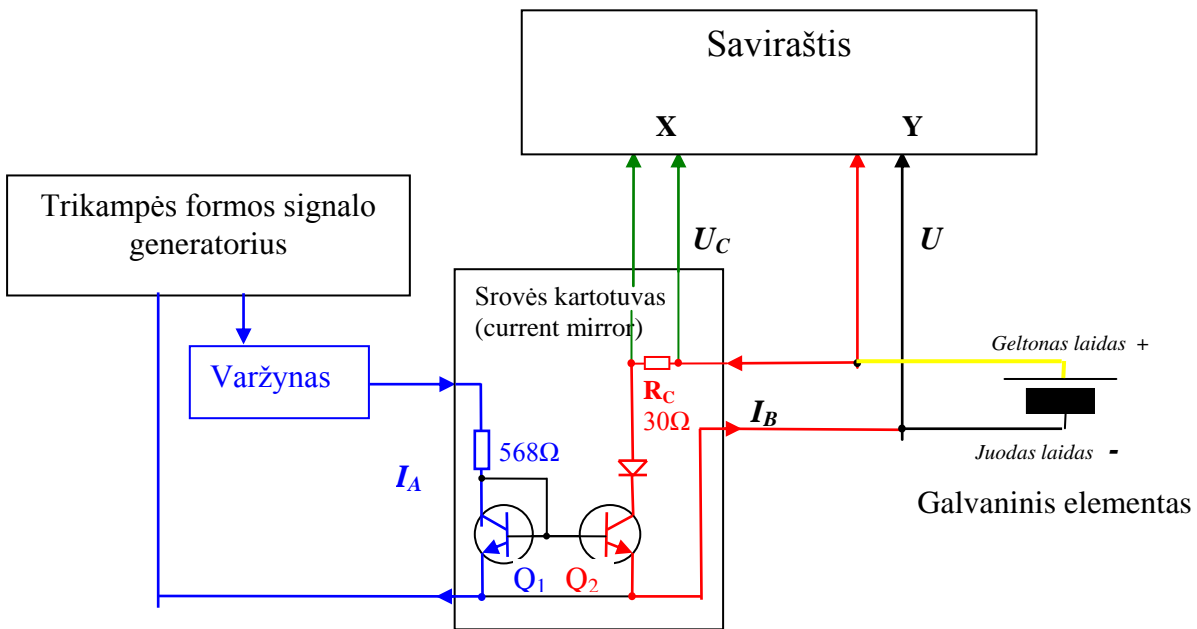 Saviraštis
X Y
Trikampės formos signalo
generatorius
U_C
U
Srovės kartotuvas
(current mirror)
Geltonas laidas +
Varžynas
R_C
30Ω
I_B
568Ω
Juodas laidas -
I_A
Galvaninis elementas
Q₁ Q₂